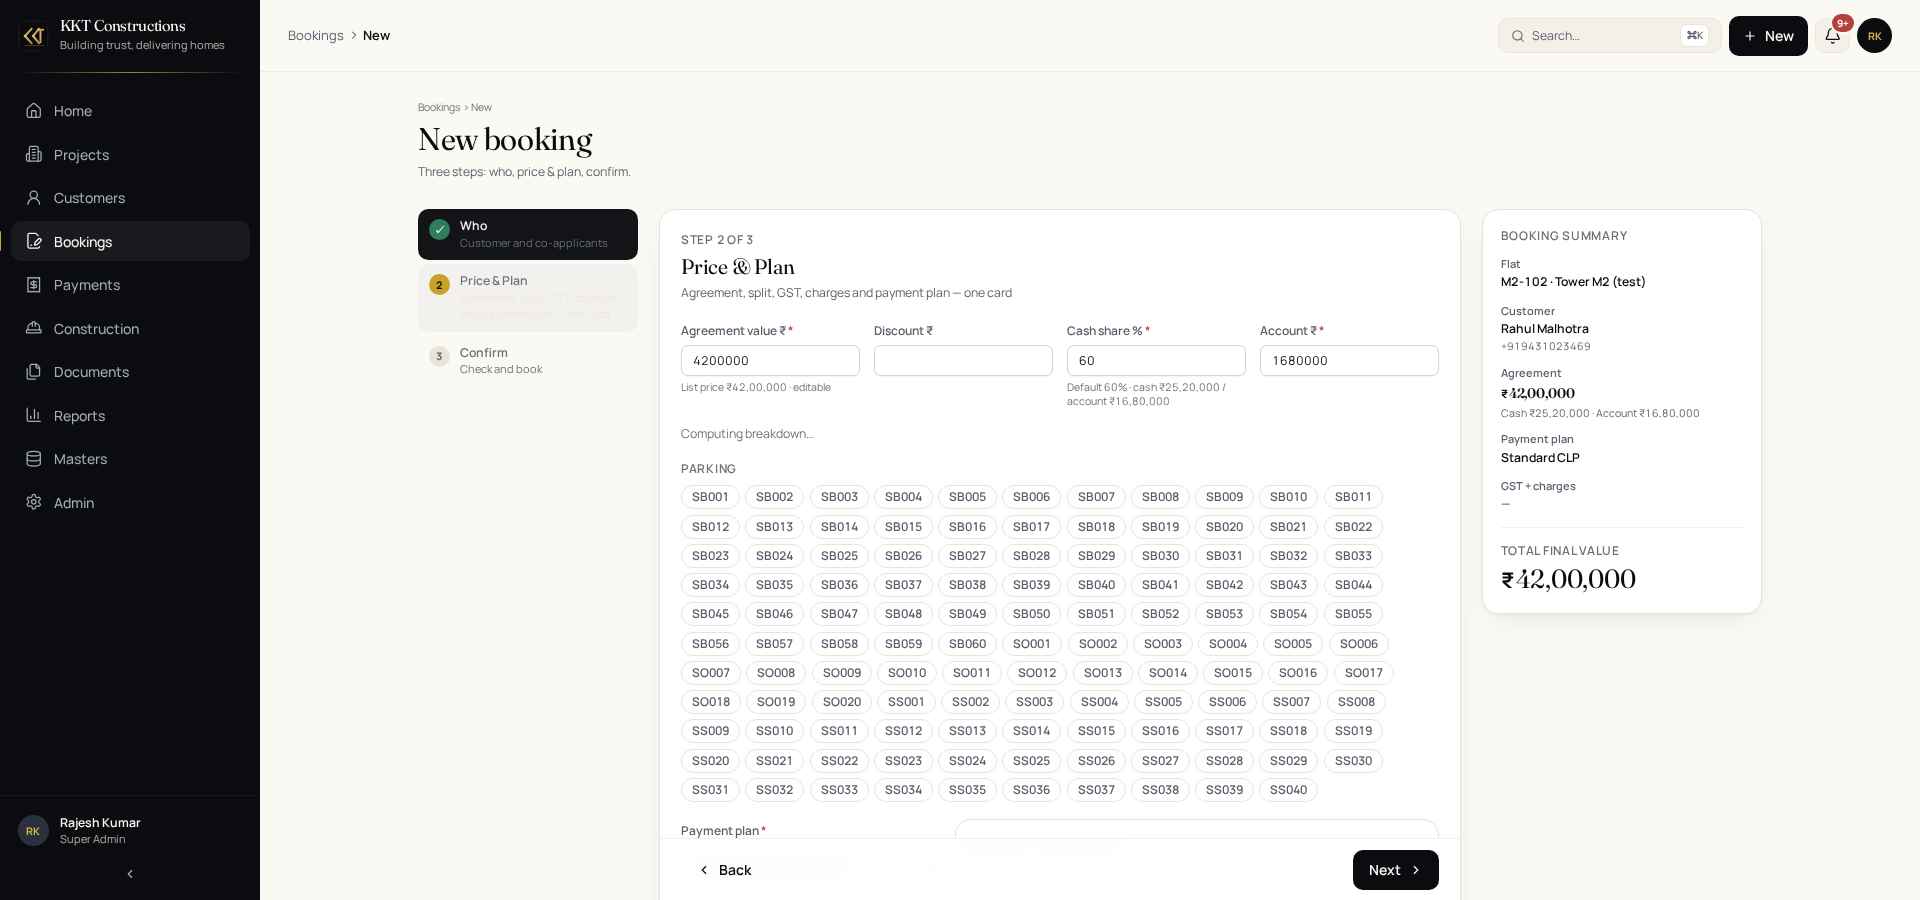 KKT Constructions
Building trust, delivering homes
Home
Projects
Customers
Bookings
Payments
Construction
Documents
Reports
Masters
Admin
RK
Rajesh Kumar
Super Admin
Bookings > New
Search...
⌘K
+ New
9+
RK
Bookings > New
New booking
Three steps: who, price & plan, confirm.
Who
Customer and co-applicants
2
Price & Plan
3
Confirm
Check and book
STEP 2 OF 3
Price & Plan
Agreement, split, GST, charges and payment plan — one card
Agreement value ₹ *
4200000
List price ₹42,00,000 · editable
Discount ₹
Cash share % *
60
Default 60% · cash ₹25,20,000 /
account ₹16,80,000
Account ₹ *
1680000
Computing breakdown...
PARKING
SB001 SB002 SB003 SB004 SB005 SB006 SB007 SB008 SB009 SB010 SB011
SB012 SB013 SB014 SB015 SB016 SB017 SB018 SB019 SB020 SB021 SB022
SB023 SB024 SB025 SB026 SB027 SB028 SB029 SB030 SB031 SB032 SB033
SB034 SB035 SB036 SB037 SB038 SB039 SB040 SB041 SB042 SB043 SB044
SB045 SB046 SB047 SB048 SB049 SB050 SB051 SB052 SB053 SB054 SB055
SB056 SB057 SB058 SB059 SB060 SO001 SO002 SO003 SO004 SO005 SO006
SO007 SO008 SO009 SO010 SO011 SO012 SO013 SO014 SO015 SO016 SO017
SO018 SO019 SO020 SS001 SS002 SS003 SS004 SS005 SS006 SS007 SS008
SS009 SS010 SS011 SS012 SS013 SS014 SS015 SS016 SS017 SS018 SS019
SS020 SS021 SS022 SS023 SS024 SS025 SS026 SS027 SS028 SS029 SS030
SS031 SS032 SS033 SS034 SS035 SS036 SS037 SS038 SS039 SS040
Payment plan *
Back
Next
BOOKING SUMMARY
Flat
M2-102 · Tower M2 (test)
Customer
Rahul Malhotra
+919431023469
Agreement
₹42,00,000
Cash ₹25,20,000 · Account ₹16,80,000
Payment plan
Standard CLP
GST + charges
—
TOTAL FINAL VALUE
₹42,00,000